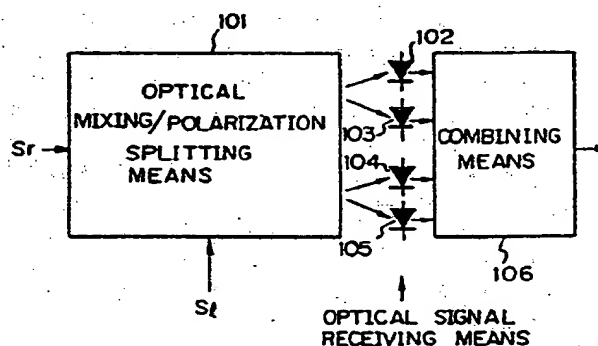 101
OPTICAL
MIXING/POLARIZATION
SPLITTING
MEANS
Sr
Sℓ
102
103
104
105
COMBINING
MEANS
106
OPTICAL SIGNAL
RECEIVING MEANS